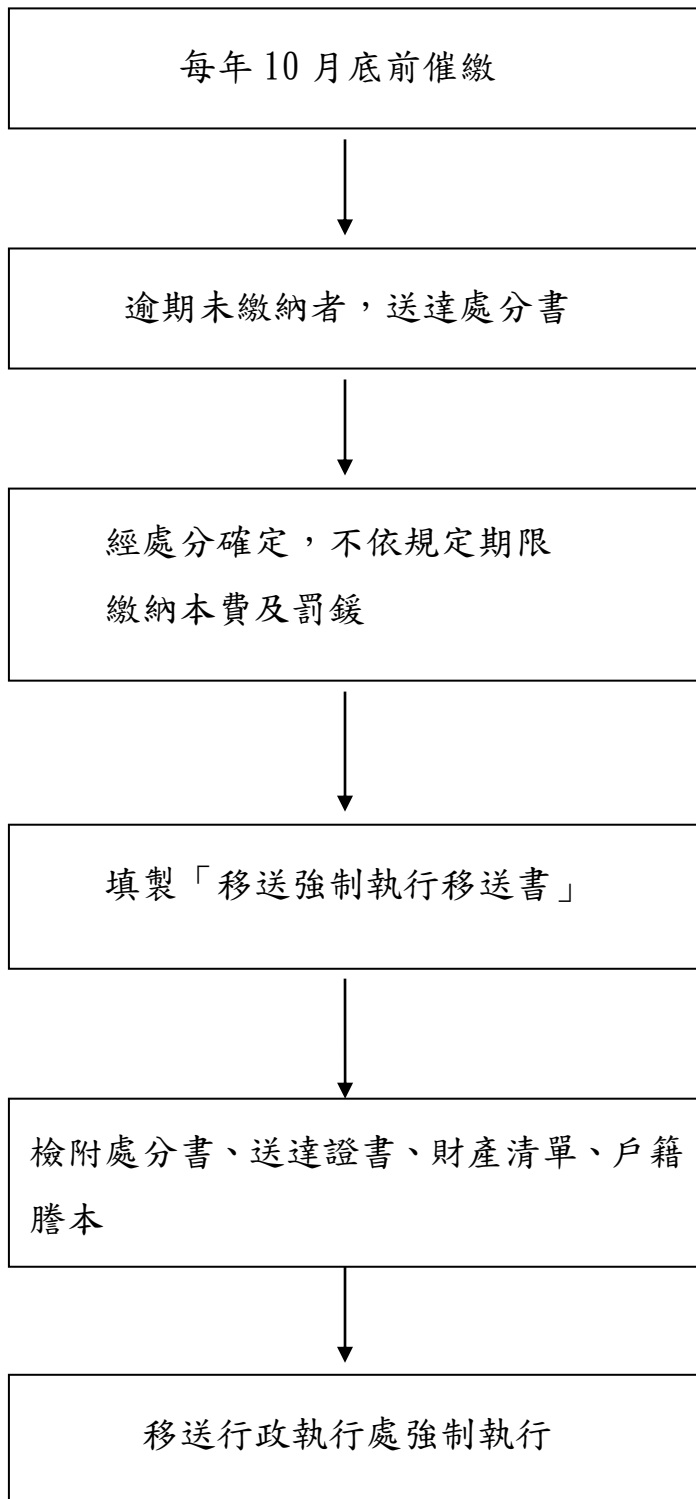 每年 10 月底前催繳
逾期未繳納者，送達處分書
經處分確定，不依規定期限
繳納本費及罰鍰
填製「移送強制執行移送書」
檢附處分書、送達證書、財產清單、戶籍
謄本
移送行政執行處強制執行